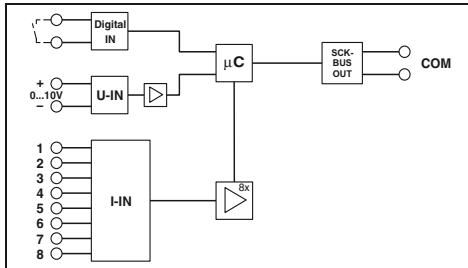 Digital
IN
+
0...10V
−
U-IN
µC
SCK-
BUS
OUT
COM
1
2
3
4
5
6
7
8
I-IN
8x